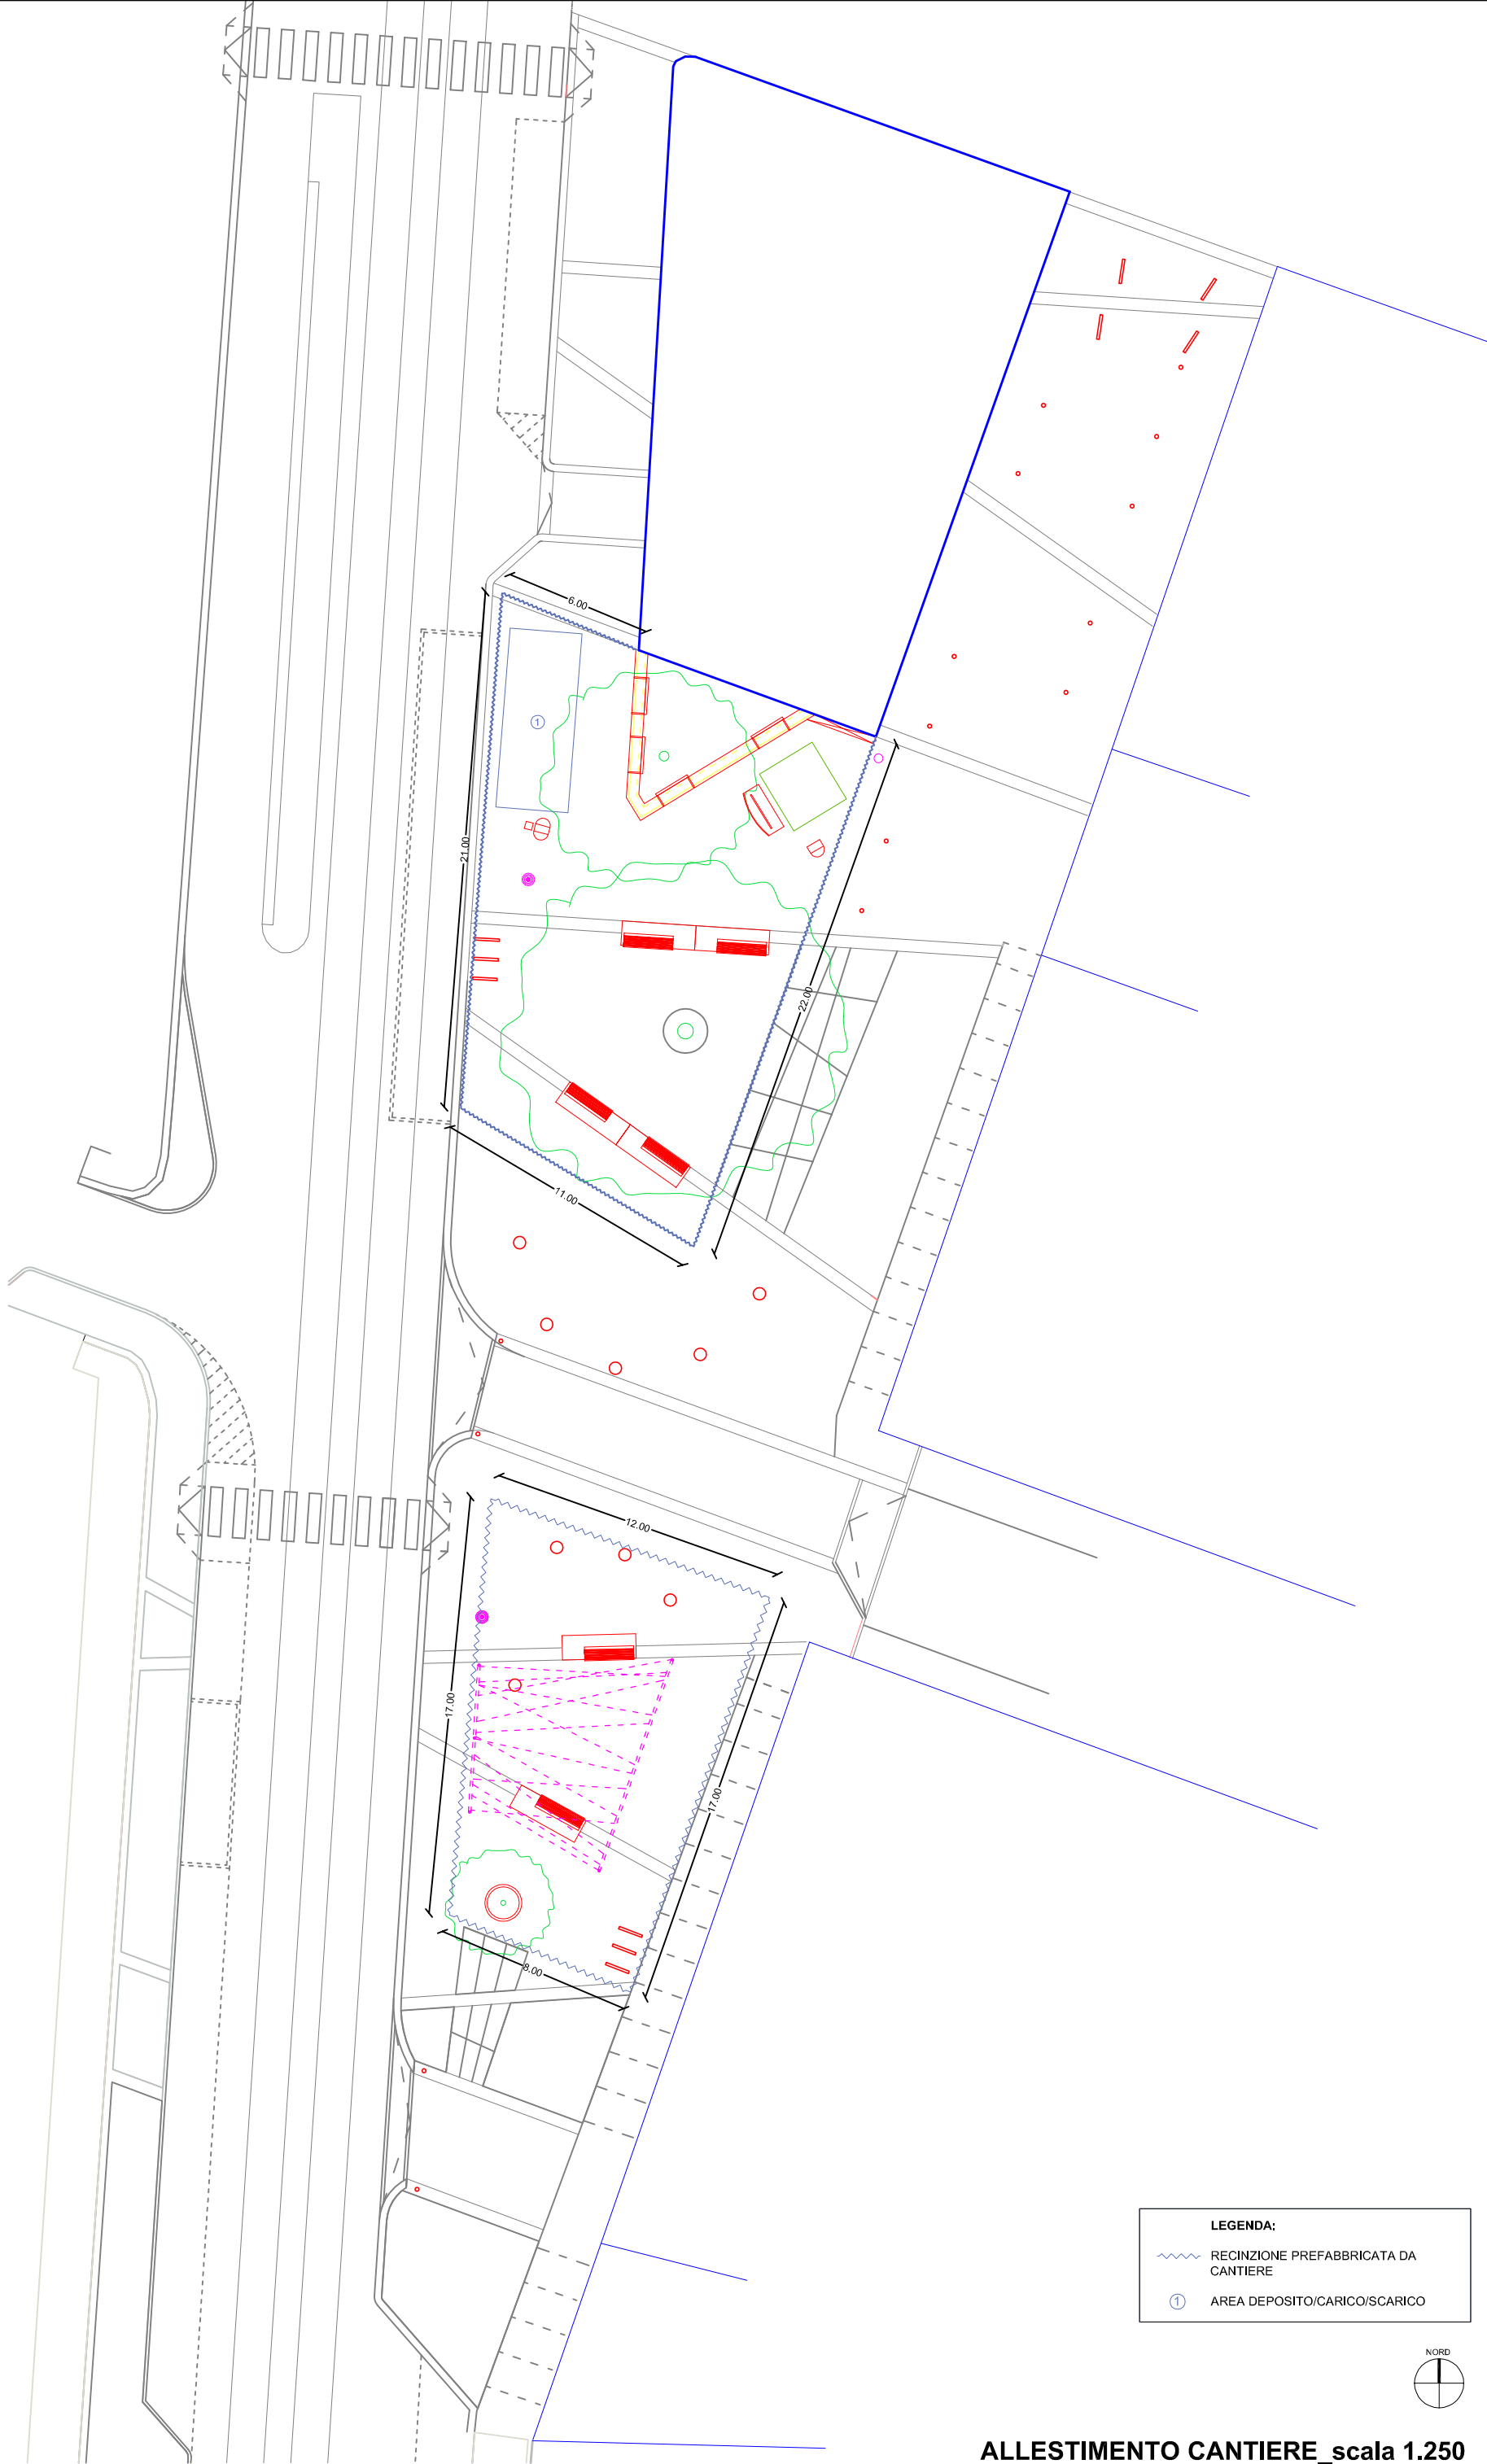 6.00
1
21.00
22.00
11.00
12.00
17.00
17.00
8.00
LEGENDA:
RECINZIONE PREFABBRICATA DA
CANTIERE
1 AREA DEPOSITO/CARICO/SCARICO
NORD
ALLESTIMENTO CANTIERE_scala 1.250